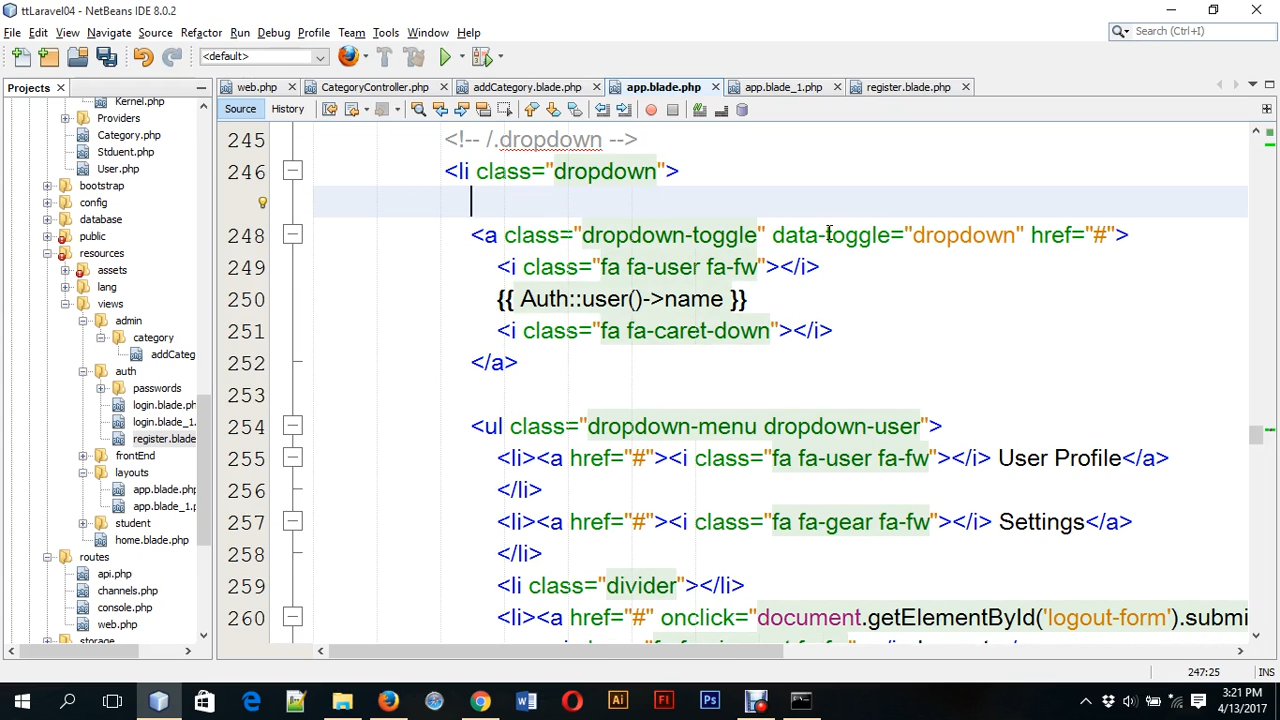 ttLaravel04 - NetBeans IDE 8.0.2
File Edit View Navigate Source Refactor Run Debug Profile Team Tools Window Help
Search (Ctrl+I)
<default>
Projects
web.php
CategoryController.php
addCategory.blade.php
app.blade.php
app.blade_1.php
register.blade.php
Source History
Kernel.php
Providers
Category.php
Stduent.php
User.php
bootstrap
config
database
public
resources
assets
lang
views
admin
category
addCateg
auth
passwords
login.blade.ph
login.blade_1.
register.blade
frontEnd
layouts
app.blade.php
app.blade_1.p
student
home.blade.php
routes
api.php
channels.php
console.php
web.php
storage
245 <!-- /.dropdown -->
246 <li class="dropdown">
248 <a class="dropdown-toggle" data-toggle="dropdown" href="#">
249 <i class="fa fa-user fa-fw"></i>
250 {{ Auth::user()->name }}
251 <i class="fa fa-caret-down"></i>
252 </a>
253
254 <ul class="dropdown-menu dropdown-user">
255 <li><a href="#"><i class="fa fa-user fa-fw"></i> User Profile</a>
256 </li>
257 <li><a href="#"><i class="fa fa-gear fa-fw"></i> Settings</a>
258 </li>
259 <li class="divider"></li>
260 <li><a href="#" onclick="document.getElementById('logout-form').submi
247:25
3:21 PM
4/13/2017